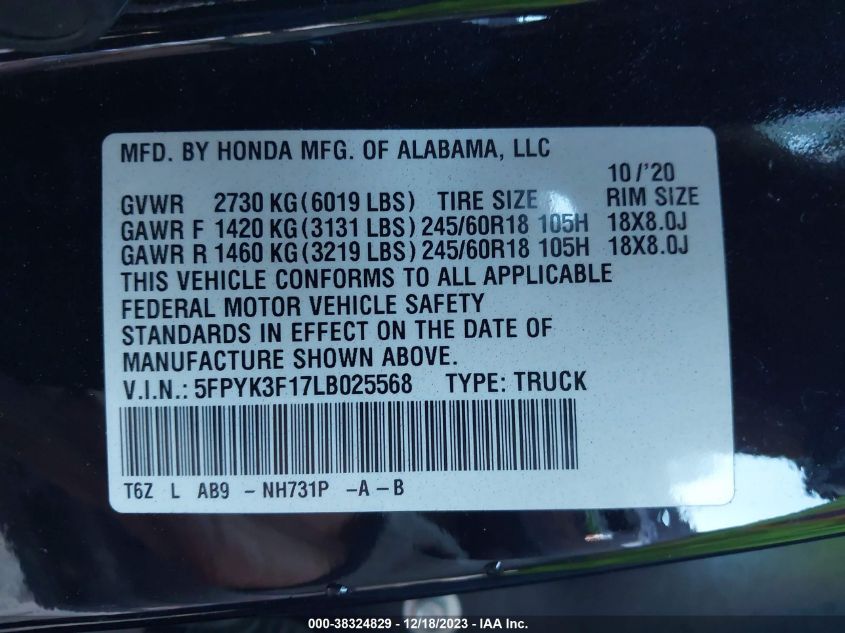 MFD. BY HONDA MFG. OF ALABAMA, LLC
10/'20
GVWR 2730 KG(6019 LBS) TIRE SIZE RIM SIZE
GAWR F 1420 KG(3131 LBS) 245/60R18 105H 18X8.0J
GAWR R 1460 KG(3219 LBS) 245/60R18 105H 18X8.0J
THIS VEHICLE CONFORMS TO ALL APPLICABLE
FEDERAL MOTOR VEHICLE SAFETY
STANDARDS IN EFFECT ON THE DATE OF
MANUFACTURE SHOWN ABOVE.
V.I.N.: 5FPYK3F17LB025568 TYPE: TRUCK
T6Z L AB9 - NH731P -A-B
000-38324829 - 12/18/2023 - IAA Inc.